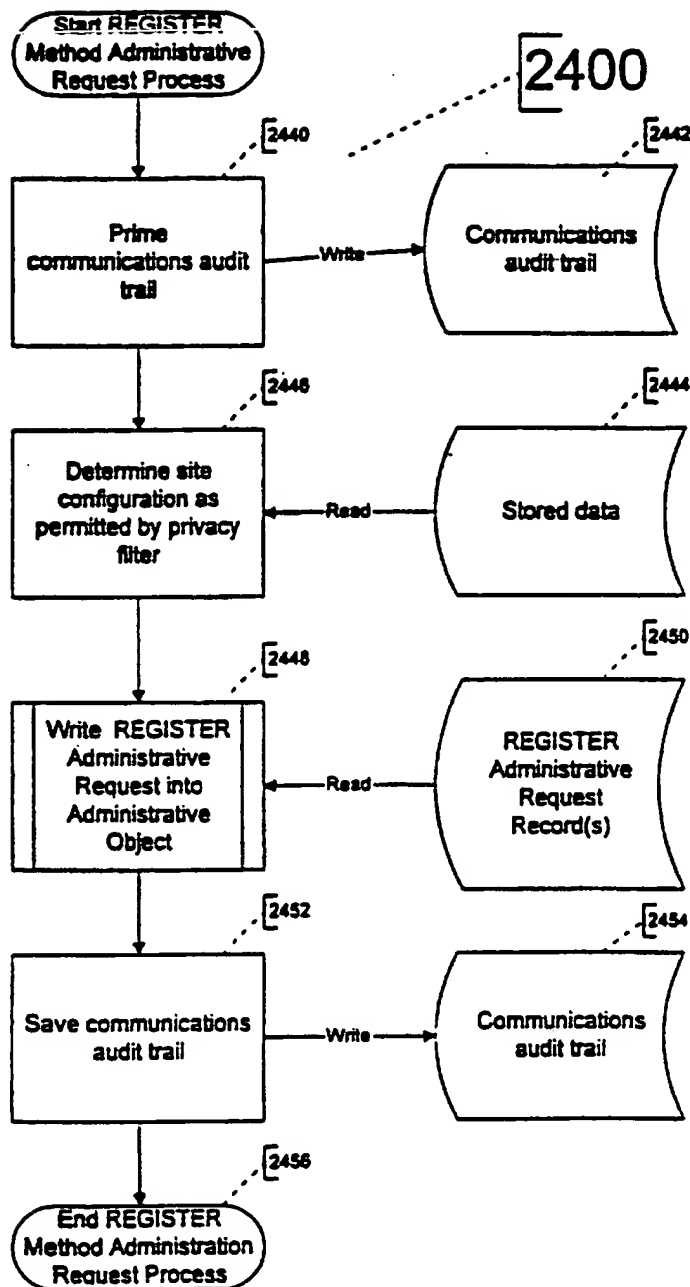 Start REGISTER
Method Administrative
Request Process
2400
2440
2442
Prime
communications audit
trail
Write
Communications
audit trail
2446
2444
Determine site
configuration as
permitted by privacy
filter
Read
Stored data
2448
2450
Write REGISTER
Administrative
Request into
Administrative
Object
Read
REGISTER
Administrative
Request
Record(s)
2452
2454
Save communications
audit trail
Write
Communications
audit trail
2456
End REGISTER
Method Administration
Request Process